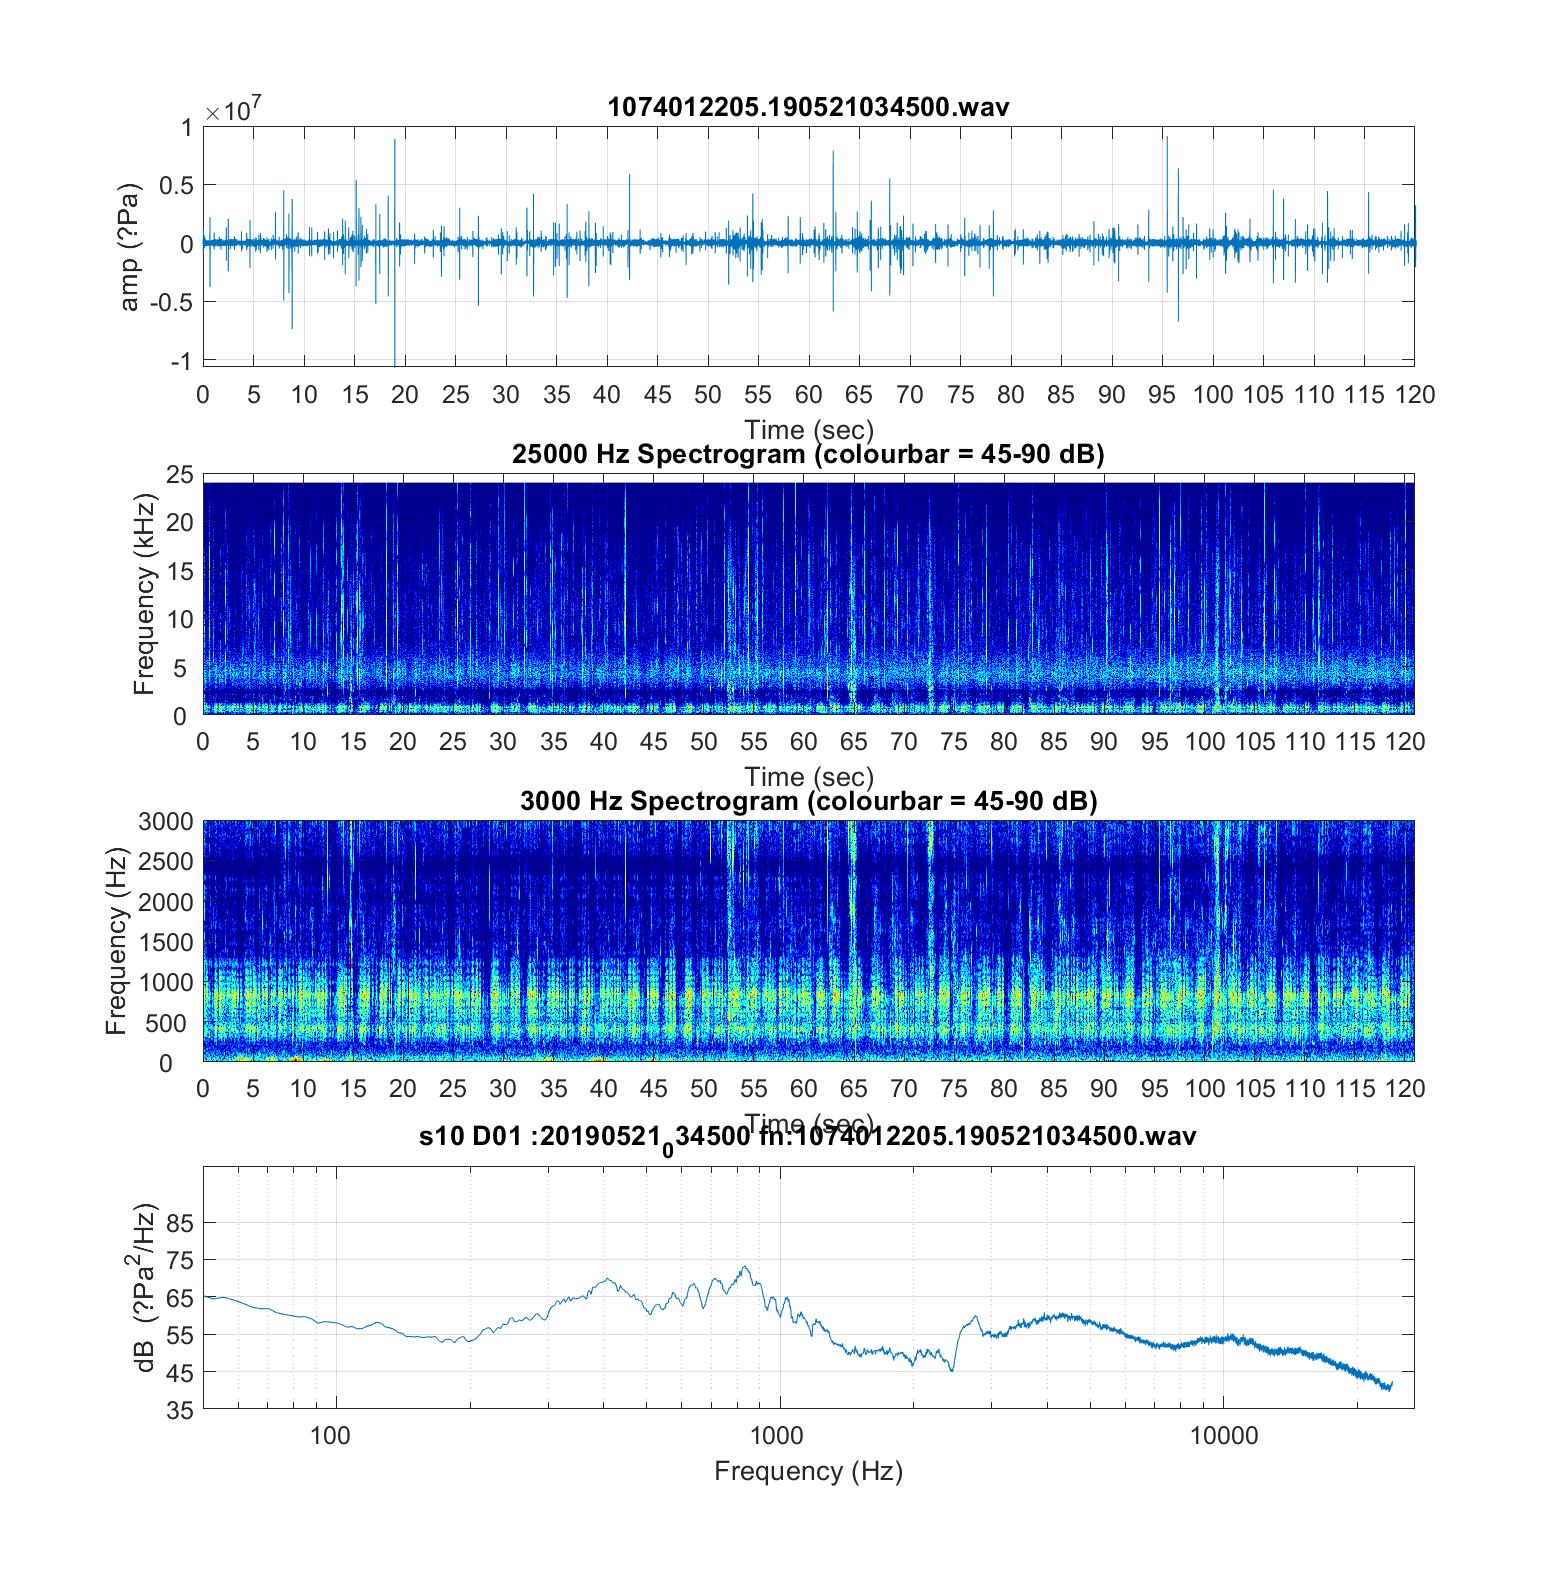 1074012205.190521034500.wav
×10^7
1
0.5
0
-0.5
-1
amp (?Pa)
0 5 10 15 20 25 30 35 40 45 50 55 60 65 70 75 80 85 90 95 100 105 110 115 120
Time (sec)
25000 Hz Spectrogram (colourbar = 45-90 dB)
25
20
15
10
5
0
Frequency (kHz)
0 5 10 15 20 25 30 35 40 45 50 55 60 65 70 75 80 85 90 95 100 105 110 115 120
Time (sec)
3000 Hz Spectrogram (colourbar = 45-90 dB)
3000
2500
2000
1500
1000
500
0
Frequency (Hz)
0 5 10 15 20 25 30 35 40 45 50 55 60 65 70 75 80 85 90 95 100 105 110 115 120
Time (sec)
s10 D01 :20190521_034500 fn:1074012205.190521034500.wav
85
75
65
55
45
35
dB (?Pa^2/Hz)
100 1000 10000
Frequency (Hz)